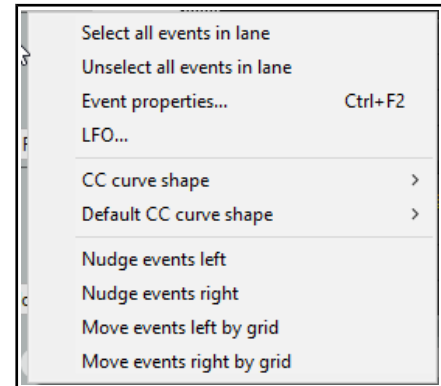 Select all events in lane
Unselect all events in lane
Event properties... Ctrl+F2
LFO...
CC curve shape >
Default CC curve shape >
Nudge events left
Nudge events right
Move events left by grid
Move events right by grid